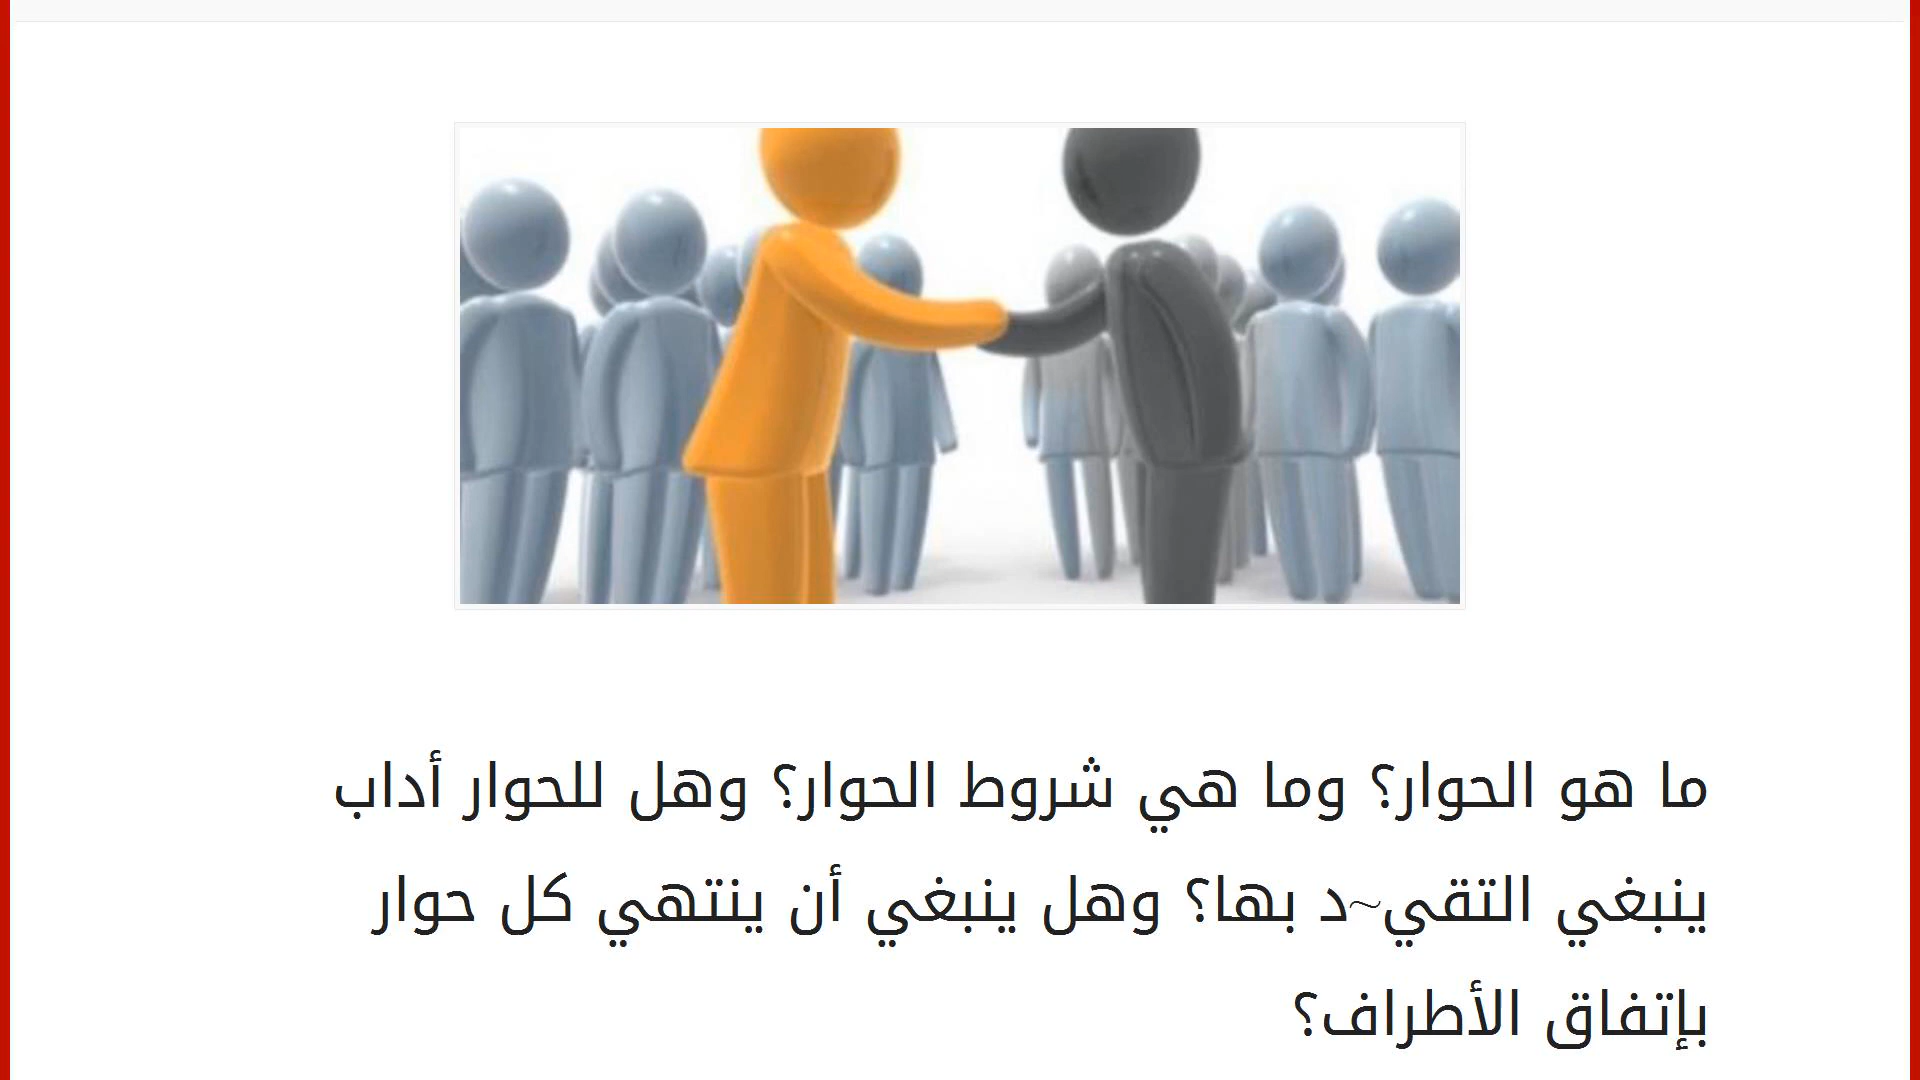 ما هو الحوار؟ وما هي شروط الحوار؟ وهل للحوار أداب
ينبغي التقي~د بها؟ وهل ينبغي أن ينتهي كل حوار
بإتفاق الأطراف؟